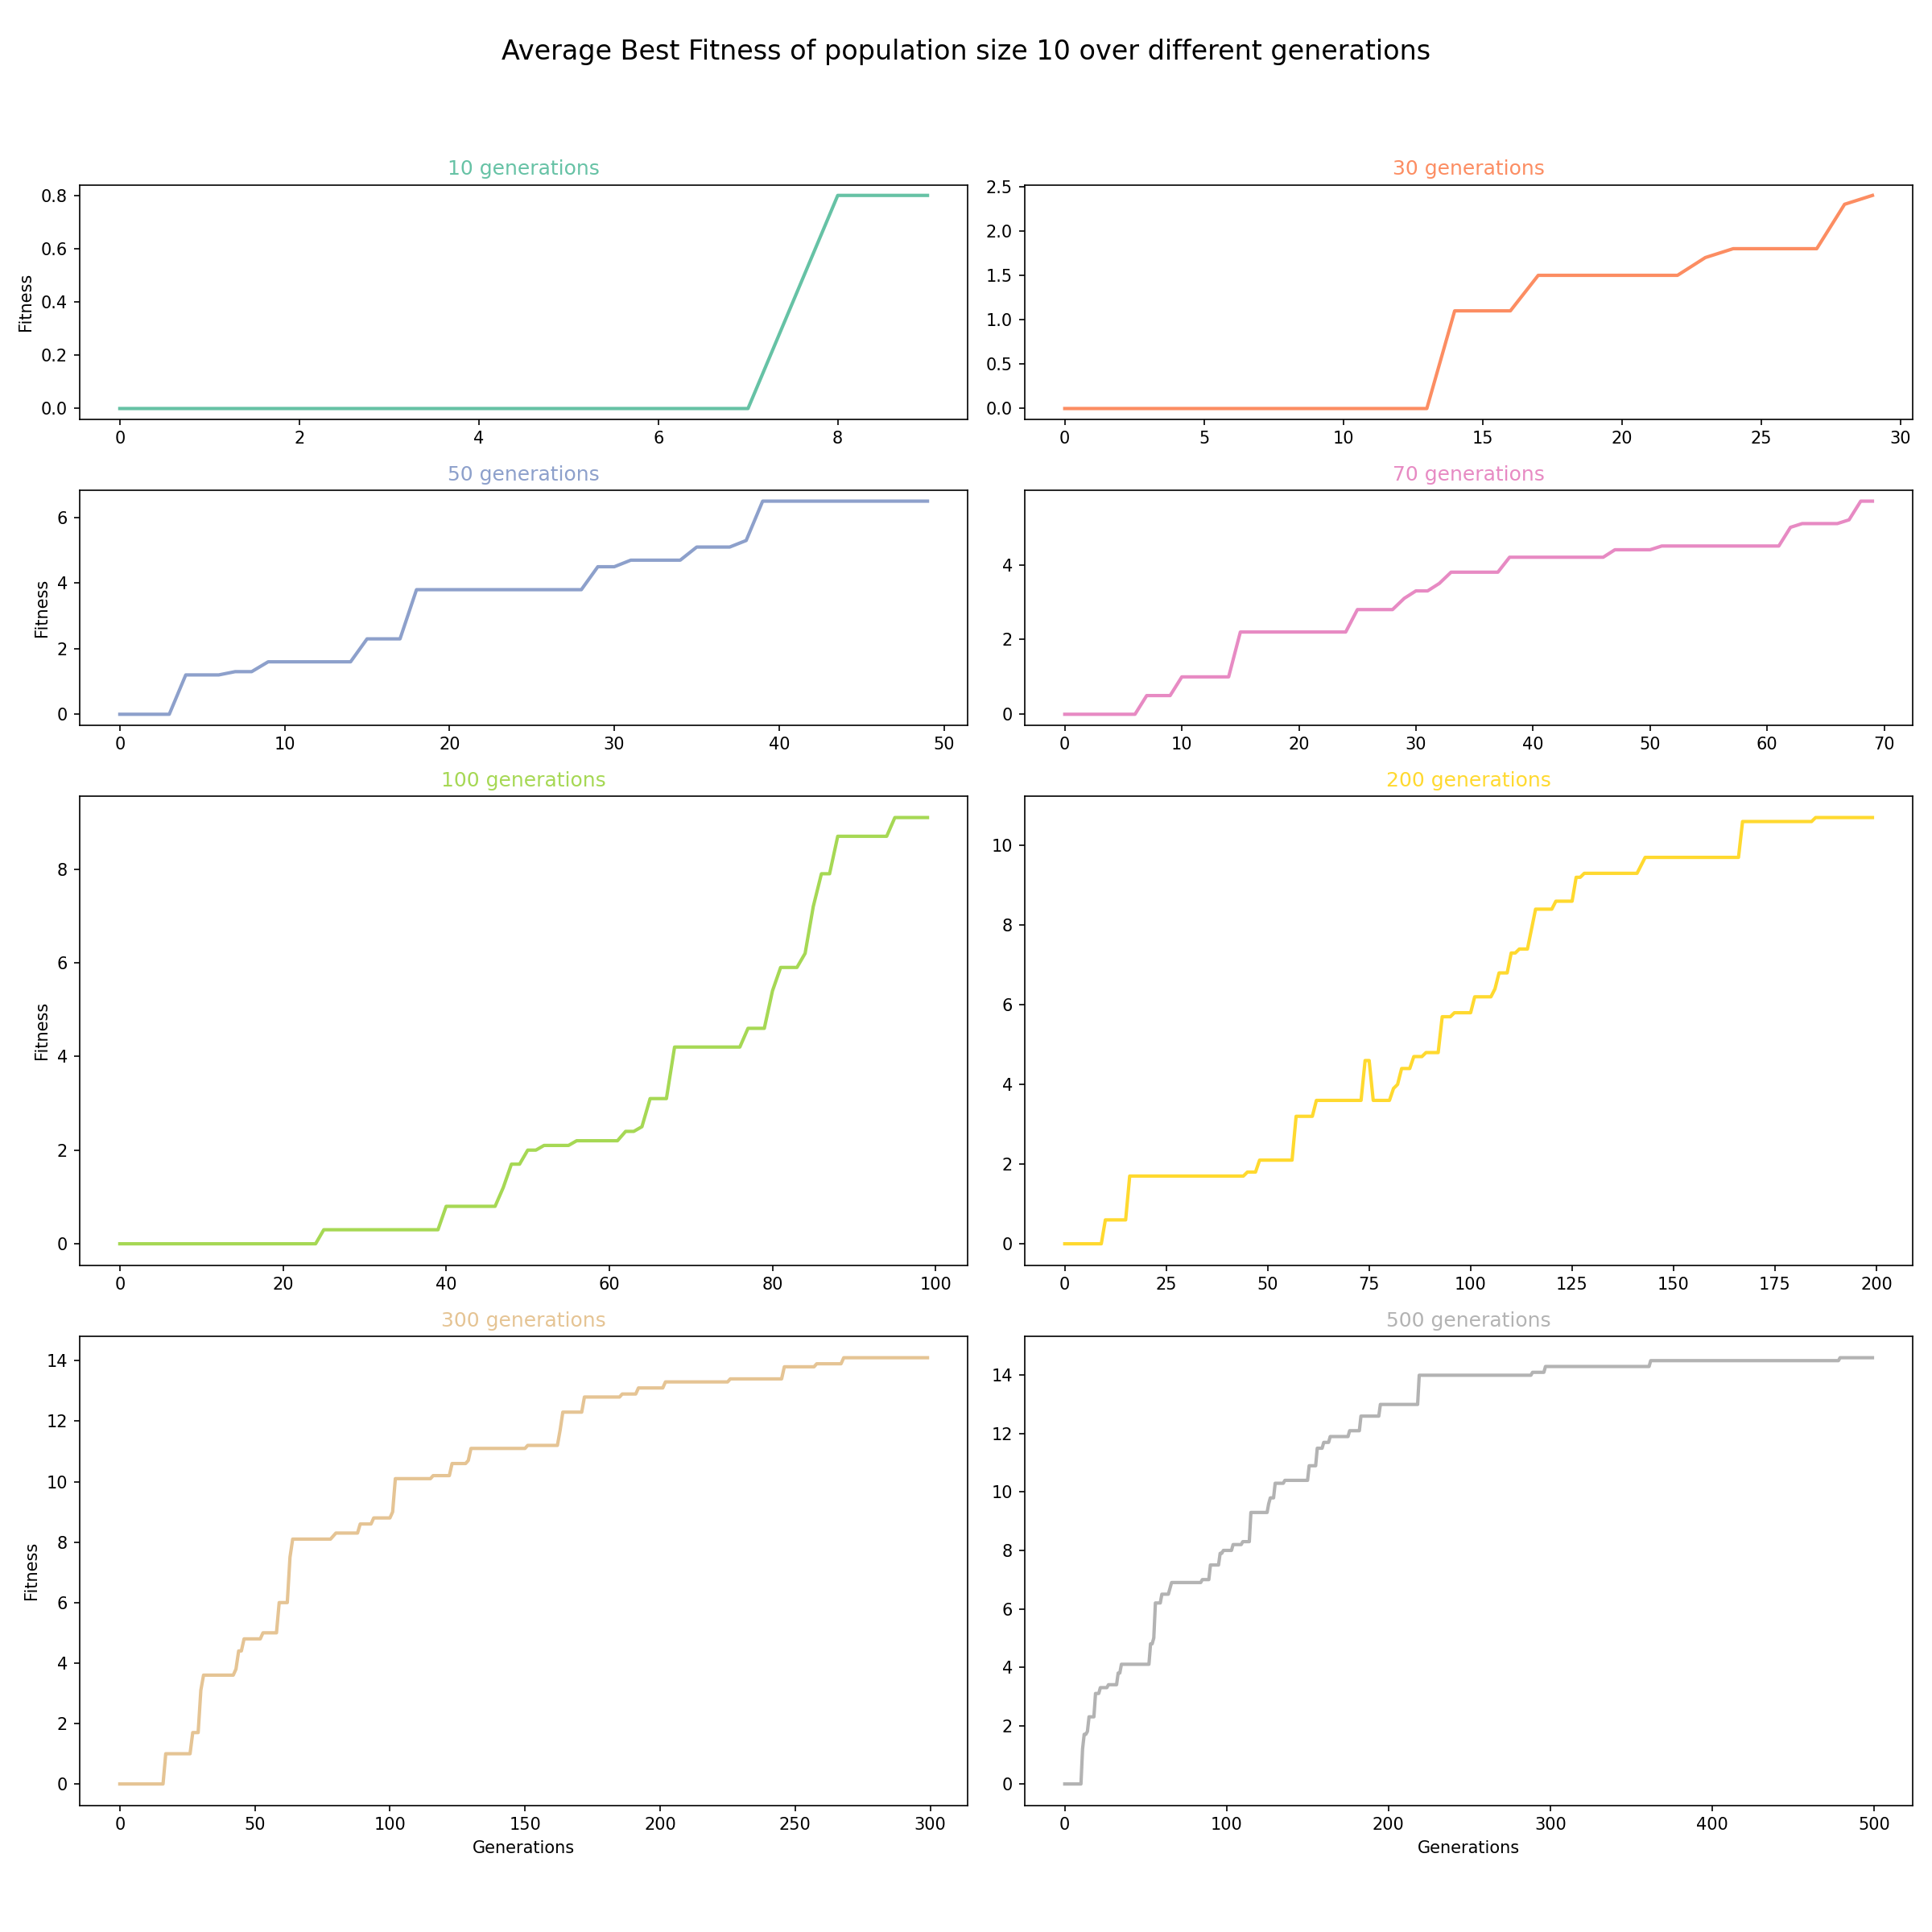 Average Best Fitness of population size 10 over different generations
10 generations
0.8
0.6
0.4
0.2
0.0
Fitness
0 2 4 6 8
30 generations
2.5
2.0
1.5
1.0
0.5
0.0
0 5 10 15 20 25 30
50 generations
6
4
2
0
Fitness
0 10 20 30 40 50
70 generations
4
2
0
0 10 20 30 40 50 60 70
100 generations
8
6
4
2
0
Fitness
0 20 40 60 80 100
200 generations
10
8
6
4
2
0
0 25 50 75 100 125 150 175 200
300 generations
14
12
10
8
6
4
2
0
Fitness
0 50 100 150 200 250 300
Generations
500 generations
14
12
10
8
6
4
2
0
0 100 200 300 400 500
Generations